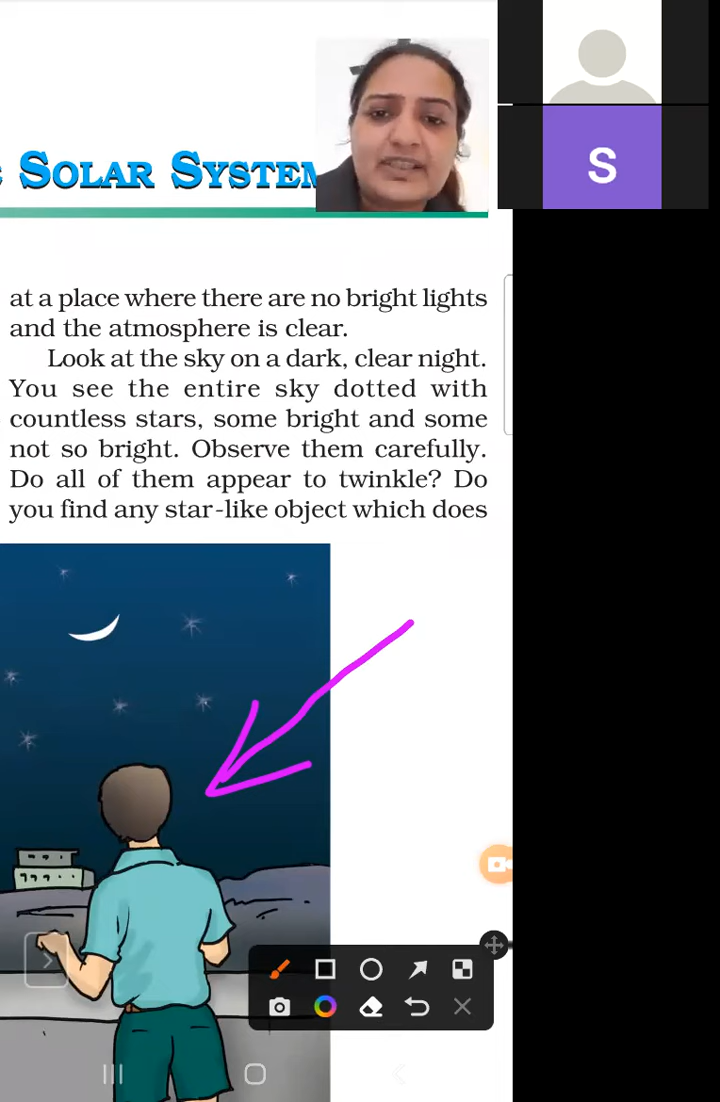 SOLAR SYSTEM
S
at a place where there are no bright lights
and the atmosphere is clear.
Look at the sky on a dark, clear night.
You see the entire sky dotted with
countless stars, some bright and some
not so bright. Observe them carefully.
Do all of them appear to twinkle? Do
you find any star-like object which does